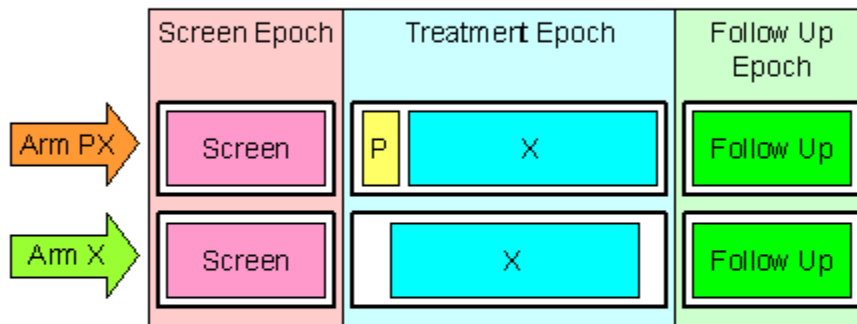 Screen Epoch
Treatment Epoch
Follow Up
Epoch
Arm PX
Screen
P
X
Follow Up
Arm X
Screen
X
Follow Up